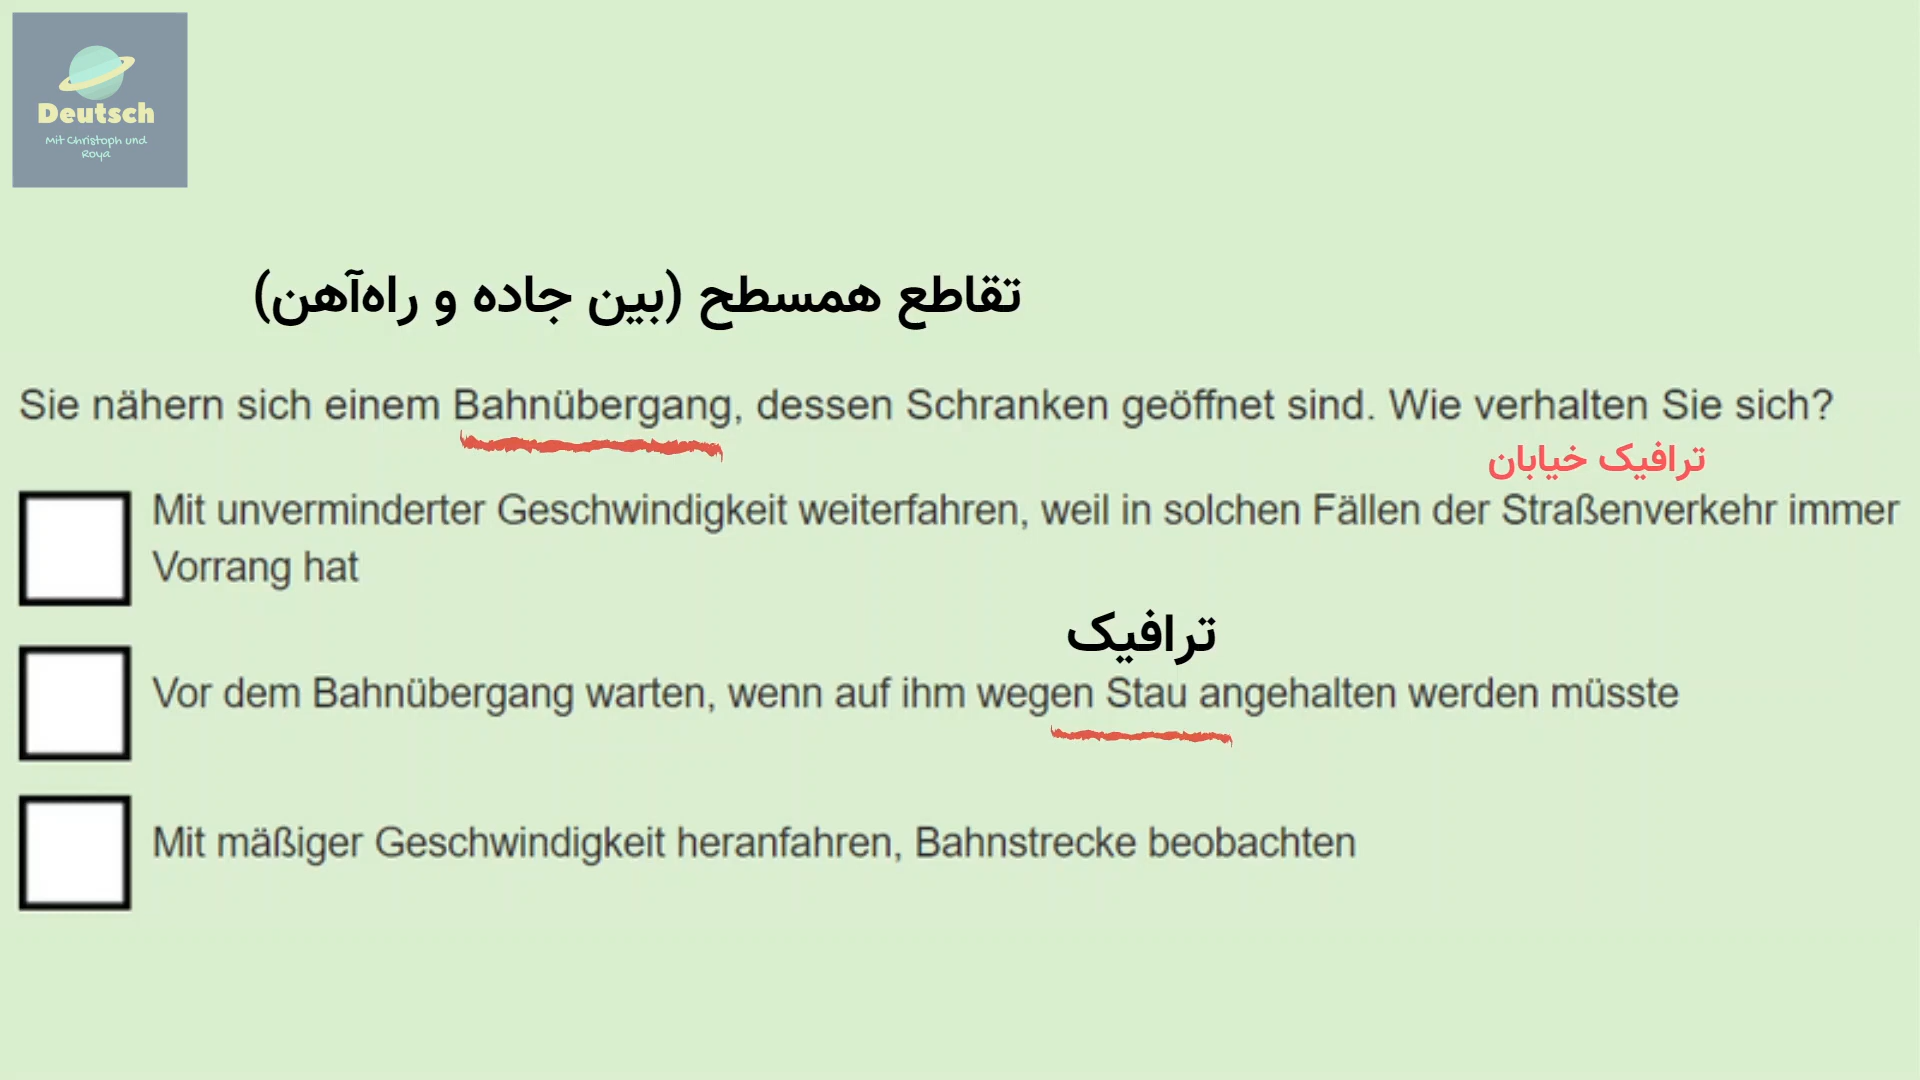 Deutsch
Mit Christoph und
Roya
تقاطع همسطح (بین جاده و راه‌آهن)
Sie nähern sich einem Bahnübergang, dessen Schranken geöffnet sind. Wie verhalten Sie sich?
ترافیک خیابان
Mit unverminderter Geschwindigkeit weiterfahren, weil in solchen Fällen der Straßenverkehr immer
Vorrang hat
ترافیک
Vor dem Bahnübergang warten, wenn auf ihm wegen Stau angehalten werden müsste
Mit mäßiger Geschwindigkeit heranfahren, Bahnstrecke beobachten